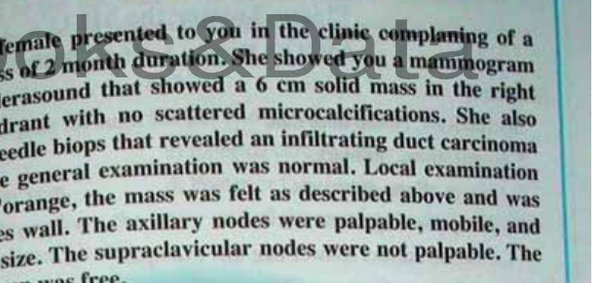 female presented to you in the clinic complaning of a
ss of 2 month duration. She showed you a mammogram
erasound that showed a 6 cm solid mass in the right
drant with no scattered microcalcifications. She also
eedle biops that revealed an infiltrating duct carcinoma
e general examination was normal. Local examination
'orange, the mass was felt as described above and was
es wall. The axillary nodes were palpable, mobile, and
size. The supraclavicular nodes were not palpable. The
was free.
oks&Data